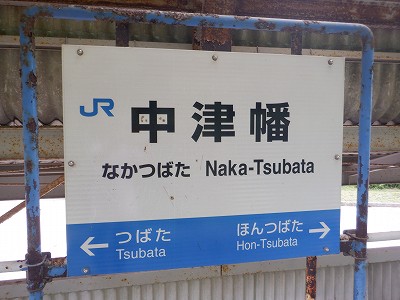 JR 中津幡
なかつばた Naka-Tsubata
← つばた ほんつばた →
Tsubata Hon-Tsubata